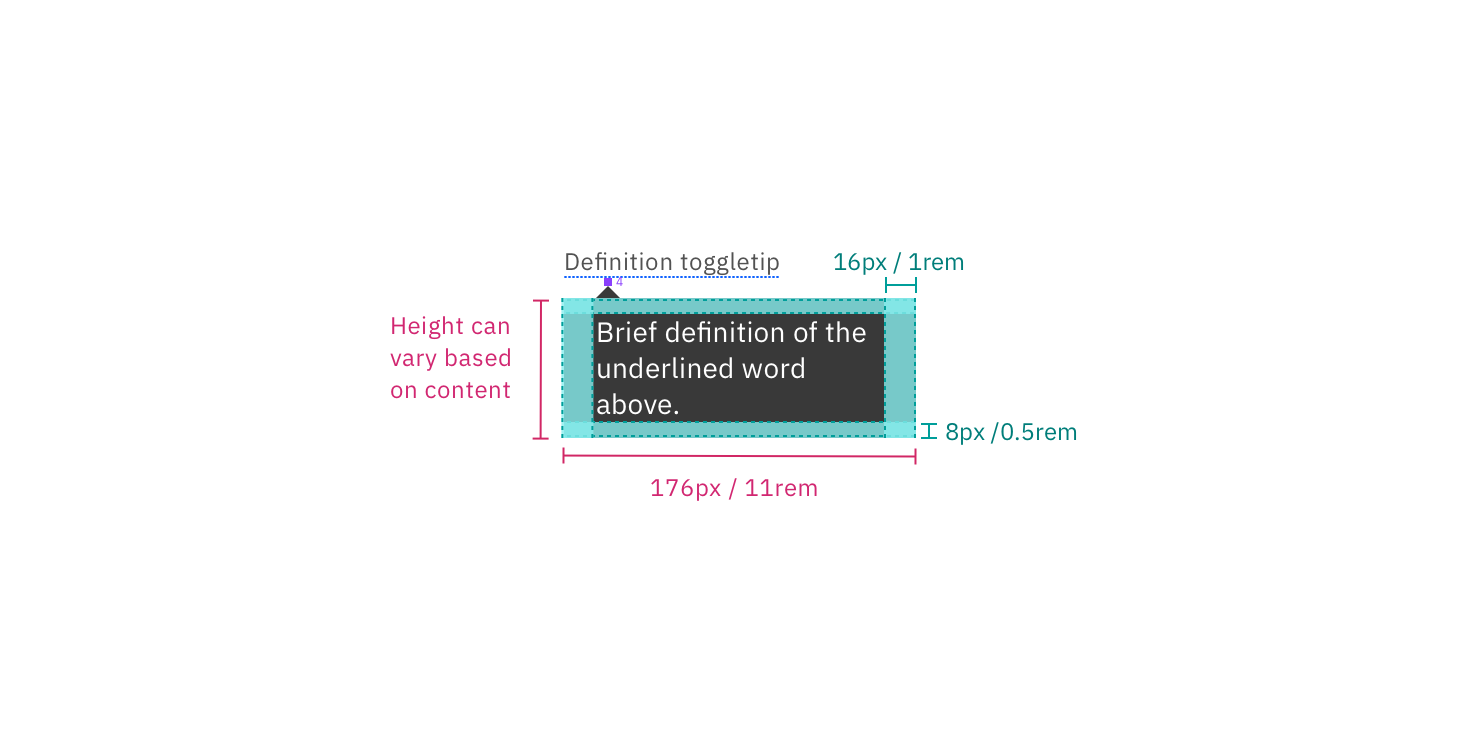 Definition toggletip
16px / 1rem
4
Height can
vary based
on content
Brief definition of the
underlined word
above.
8px /0.5rem
176px / 11rem